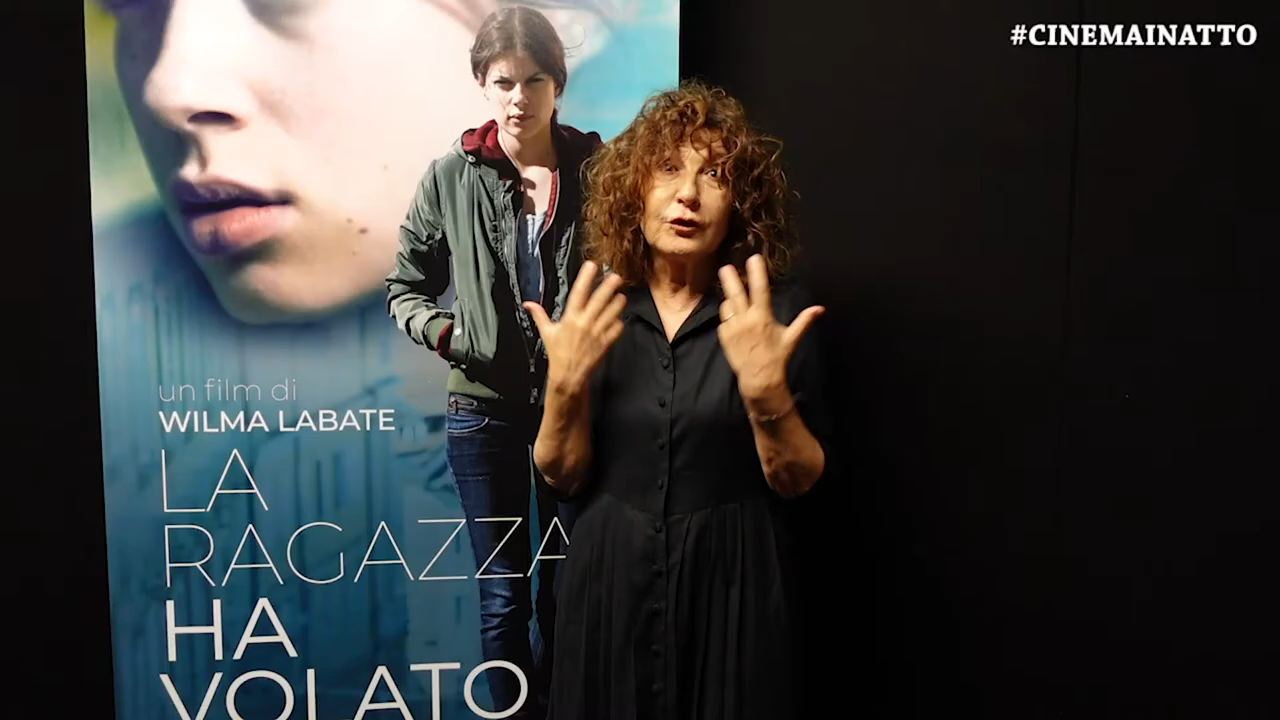 #CINEMAINATTO
un film di
WILMA LABATE
LA
RAGAZZA
HA
VOLATO